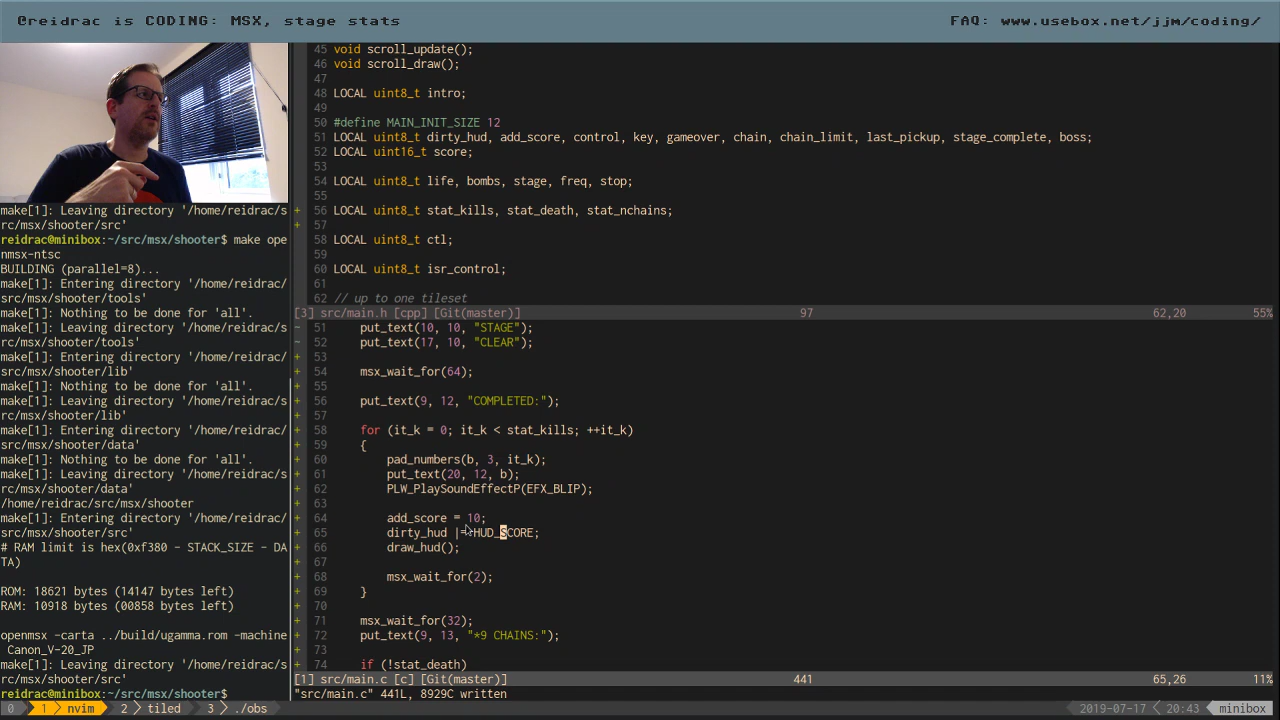 @reidrac is CODING: MSX, stage stats
FAQ: www.usebox.net/jjm/coding/
make[1]: Leaving directory '/home/reidrac/s
rc/msx/shooter/src'
reidrac@minibox:~/src/msx/shooter$ make ope
nmsx-ntsc
BUILDING (parallel=8)...
make[1]: Entering directory '/home/reidrac/
src/msx/shooter/tools'
make[1]: Nothing to be done for 'all'.
make[1]: Leaving directory '/home/reidrac/s
rc/msx/shooter/tools'
make[1]: Entering directory '/home/reidrac/
src/msx/shooter/lib'
make[1]: Nothing to be done for 'all'.
make[1]: Leaving directory '/home/reidrac/s
rc/msx/shooter/lib'
make[1]: Entering directory '/home/reidrac/
src/msx/shooter/data'
make[1]: Nothing to be done for 'all'.
make[1]: Leaving directory '/home/reidrac/s
rc/msx/shooter/data'
/home/reidrac/src/msx/shooter
make[1]: Entering directory '/home/reidrac/
src/msx/shooter/src'
# RAM limit is hex(0xf380 - STACK_SIZE - DA
TA)
ROM: 18621 bytes (14147 bytes left)
RAM: 10918 bytes (00858 bytes left)
openmsx -carta ../build/ugamma.rom -machine
Canon_V-20_JP
make[1]: Leaving directory '/home/reidrac/s
rc/msx/shooter/src'
reidrac@minibox:~/src/msx/shooter$
45 void scroll_update();
46 void scroll_draw();
47
48 LOCAL uint8_t intro;
49
50 #define MAIN_INIT_SIZE 12
51 LOCAL uint8_t dirty_hud, add_score, control, key, gameover, chain, chain_limit, last_pickup, stage_complete, boss;
52 LOCAL uint16_t score;
53
54 LOCAL uint8_t life, bombs, stage, freq, stop;
55
+ 56 LOCAL uint8_t stat_kills, stat_death, stat_nchains;
+ 57
58 LOCAL uint8_t ctl;
59
60 LOCAL uint8_t isr_control;
61
62 // up to one tileset
[3] src/main.h [cpp] [Git(master)] 97 62,20 55%
~ 51 put_text(10, 10, "STAGE");
~ 52 put_text(17, 10, "CLEAR");
+ 53
+ 54 msx_wait_for(64);
+ 55
+ 56 put_text(9, 12, "COMPLETED:");
+ 57
+ 58 for (it_k = 0; it_k < stat_kills; ++it_k)
+ 59 {
+ 60 pad_numbers(b, 3, it_k);
+ 61 put_text(20, 12, b);
+ 62 PLW_PlaySoundEffectP(EFX_BLIP);
+ 63
+ 64 add_score = 10;
+ 65 dirty_hud |= HUD_SCORE;
+ 66 draw_hud();
+ 67
+ 68 msx_wait_for(2);
+ 69 }
+ 70
+ 71 msx_wait_for(32);
+ 72 put_text(9, 13, "*9 CHAINS:");
+ 73
+ 74 if (!stat_death)
[1] src/main.c [c] [Git(master)] 441 65,26 11%
"src/main.c" 441L, 8929C written
0 1 nvim 2 tiled 3 ./obs 2019-07-17 20:43 minibox